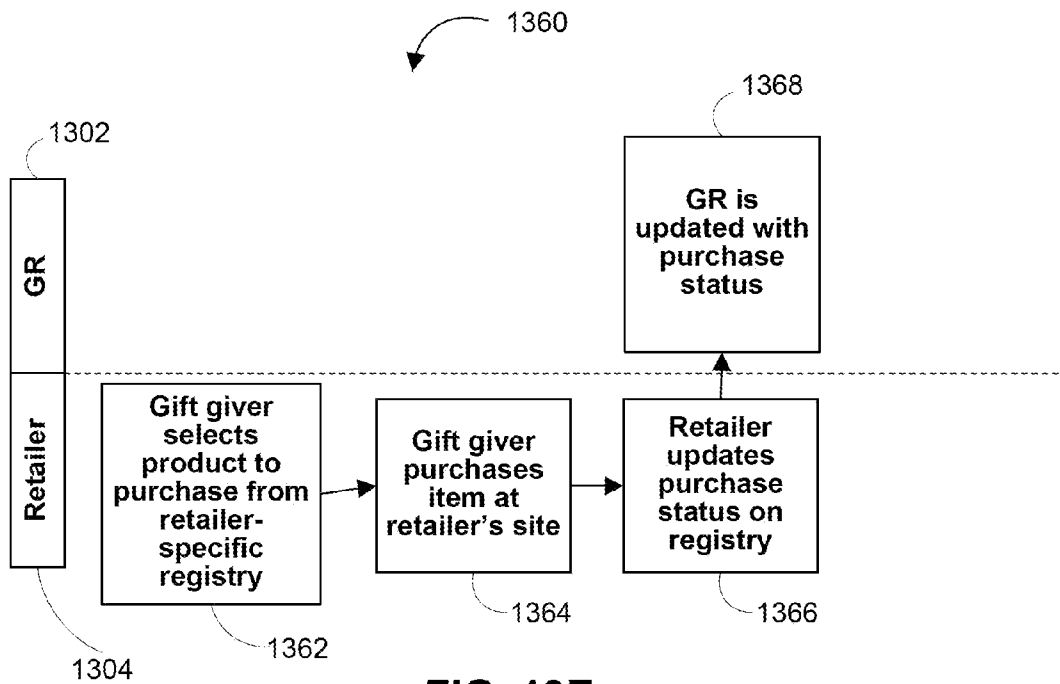 1360
1368
1302
GR is
updated with
purchase
status
GR
Retailer
Gift giver
selects
product to
purchase from
retailer-
specific
registry
Gift giver
purchases
item at
retailer's site
Retailer
updates
purchase
status on
registry
1364
1366
1362
1304